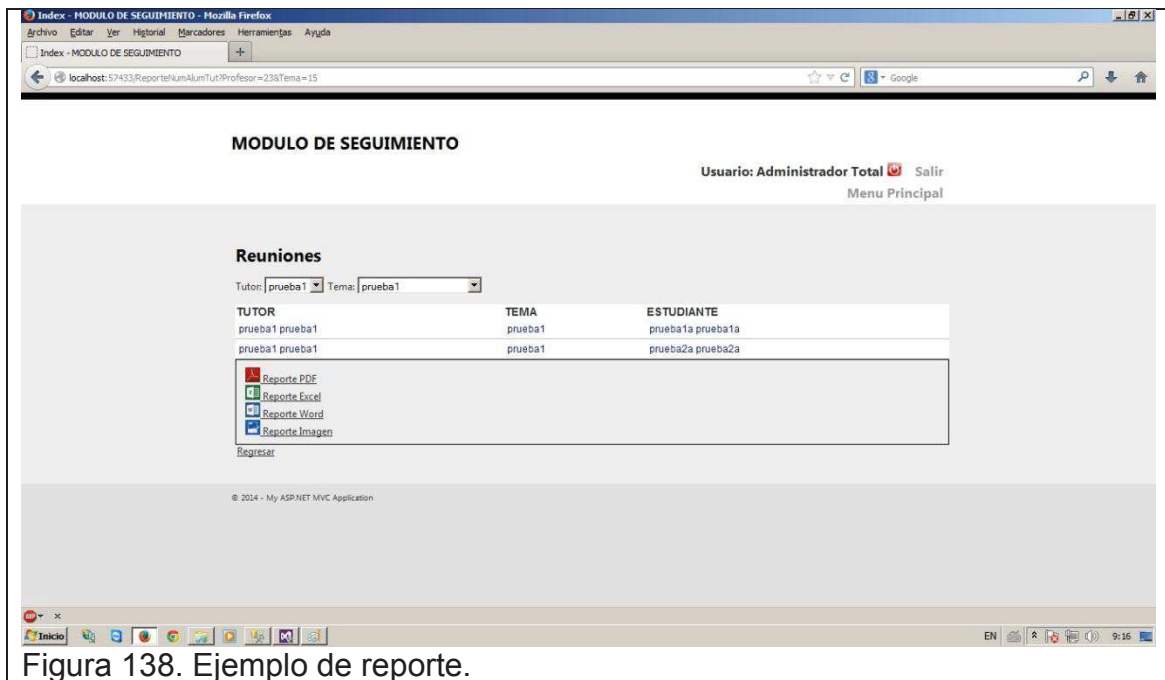 Index - MODULO DE SEGUIMIENTO - Mozilla Firefox
Archivo Editar Ver Historial Marcadores Herramientas Ayuda
Index - MODULO DE SEGUIMIENTO +
localhost:57433/ReporteNumAlumTut?Profesor=23&Tema=15 Google
MODULO DE SEGUIMIENTO
Usuario: Administrador Total Salir
Menu Principal
Reuniones
Tutor: prueba1 Tema: prueba1
TUTOR TEMA ESTUDIANTE
prueba1 prueba1 prueba1 prueba1a prueba1a
prueba1 prueba1 prueba1 prueba2a prueba2a
Reporte PDF
Reporte Excel
Reporte Word
Reporte Imagen
Regresar
© 2014 - My ASP.NET MVC Application
Inicio EN 9:16
Figura 138. Ejemplo de reporte.